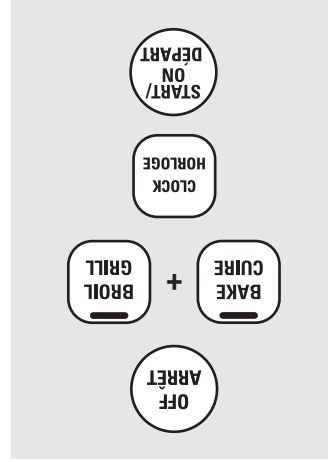 OFF
ARRÊT
BAKE
CUIRE
+
BROIL
GRILL
CLOCK
HORLOGE
START/
ON
DÉPART